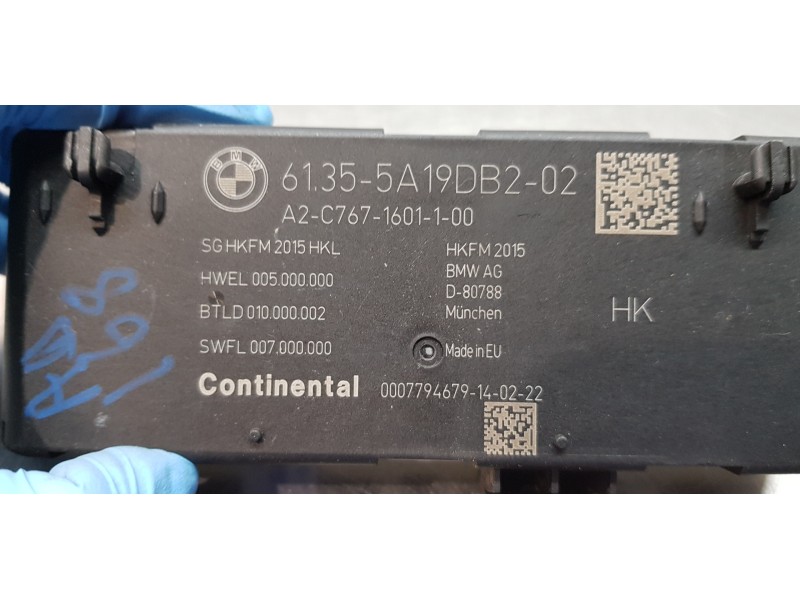 BMW
61.35-5A19DB2-02
A2-C767-1601-1-00
SG HKFM 2015 HKL
HWEL 005.000.000
BTLD 010.000.002
SWFL 007.000.000
HKFM 2015
BMW AG
D-80788
München
Made in EU
HK
Continental 0007794679-14-02-22